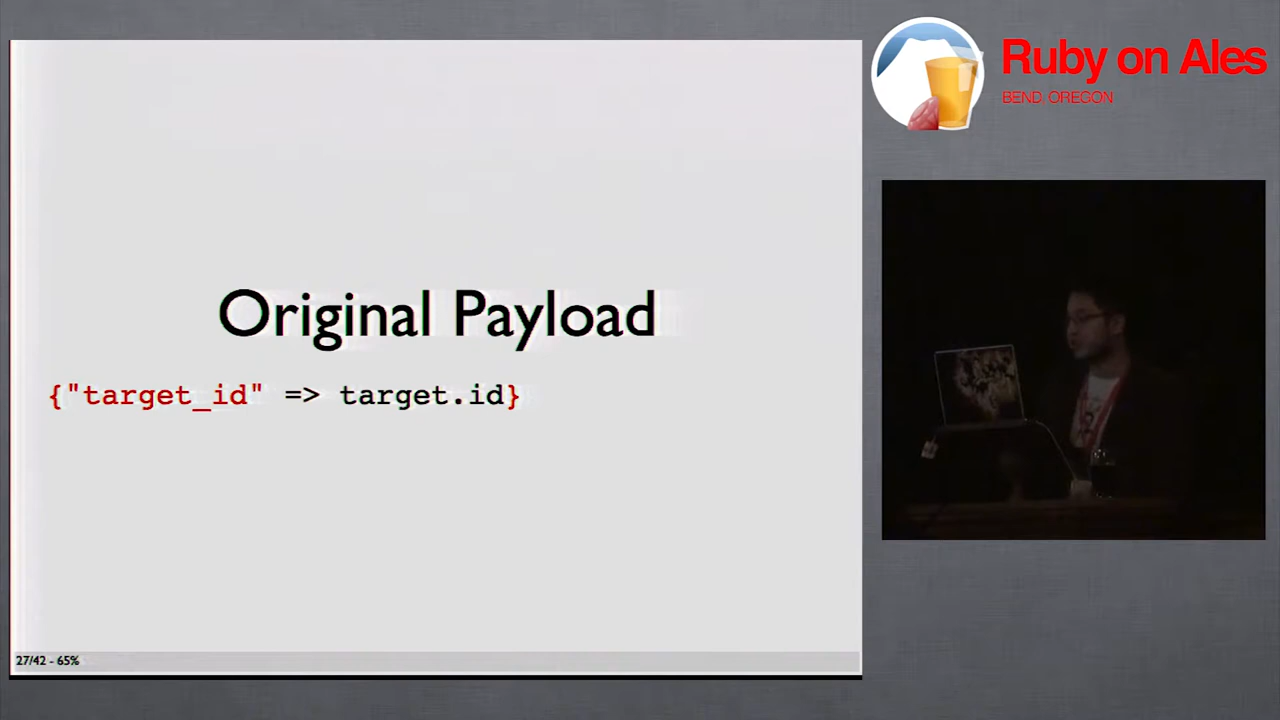 Ruby on Ales
BEND, OREGON
Original Payload
{"target_id" => target.id}
27/42 - 65%